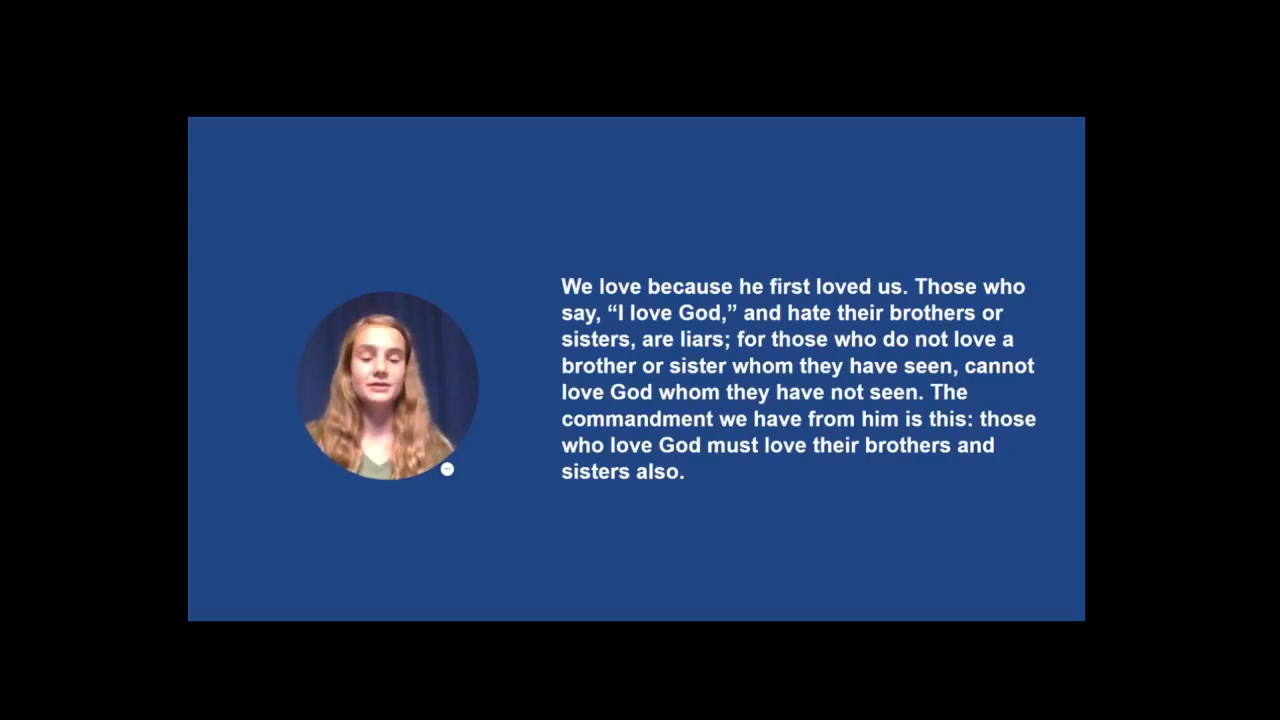 We love because he first loved us. Those who
say, “I love God,” and hate their brothers or
sisters, are liars; for those who do not love a
brother or sister whom they have seen, cannot
love God whom they have not seen. The
commandment we have from him is this: those
who love God must love their brothers and
sisters also.